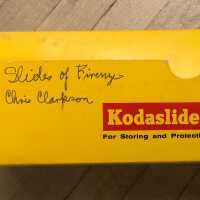 Slides of Firenze
Chris Clarkson
Kodaslide
For Storing and Protecti